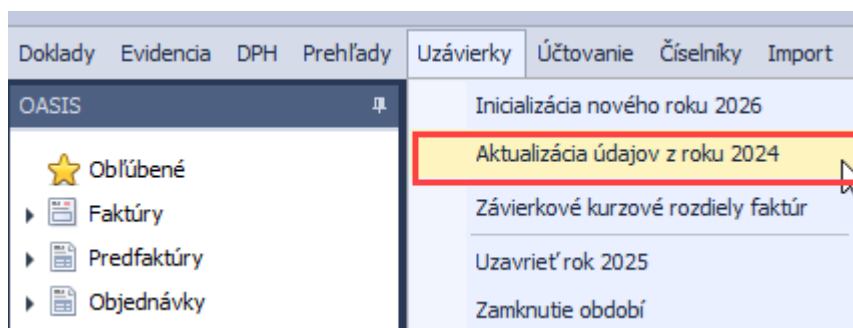 Doklady Evidencia DPH Prehľady Uzávierky Účtovanie Číselníky Import
OASIS
Obľúbené
Faktúry
Predfaktúry
Objednávky
Inicializácia nového roku 2026
Aktualizácia údajov z roku 2024
Závierkové kurzové rozdiely faktúr
Uzavrieť rok 2025
Zamknutie období